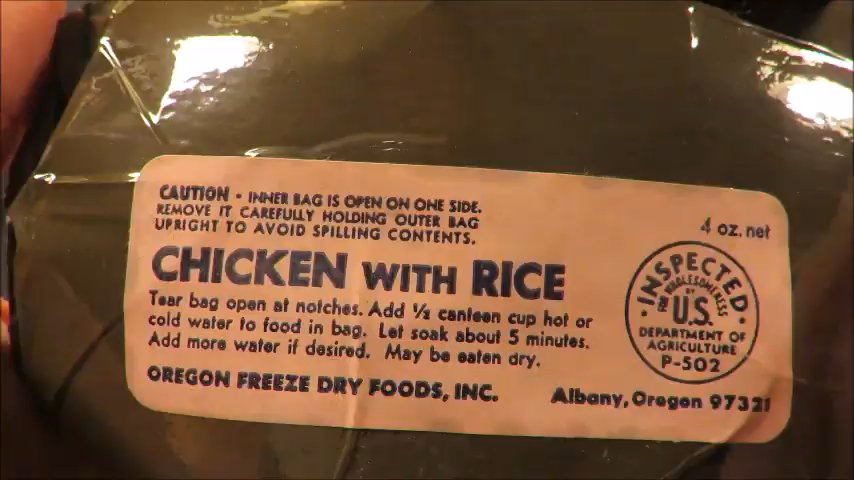 CAUTION - INNER BAG IS OPEN ON ONE SIDE.
REMOVE IT CAREFULLY HOLDING OUTER BAG
UPRIGHT TO AVOID SPILLING CONTENTS.
4 oz. net
CHICKEN WITH RICE
Tear bag open at notches. Add ½ canteen cup hot or
cold water to food in bag. Let soak about 5 minutes.
Add more water if desired. May be eaten dry.
OREGON FREEZE DRY FOODS, INC.
Albany, Oregon 97321
INSPECTED
FOR WHOLESOMENESS
BY
U.S.
DEPARTMENT OF
AGRICULTURE
P-502